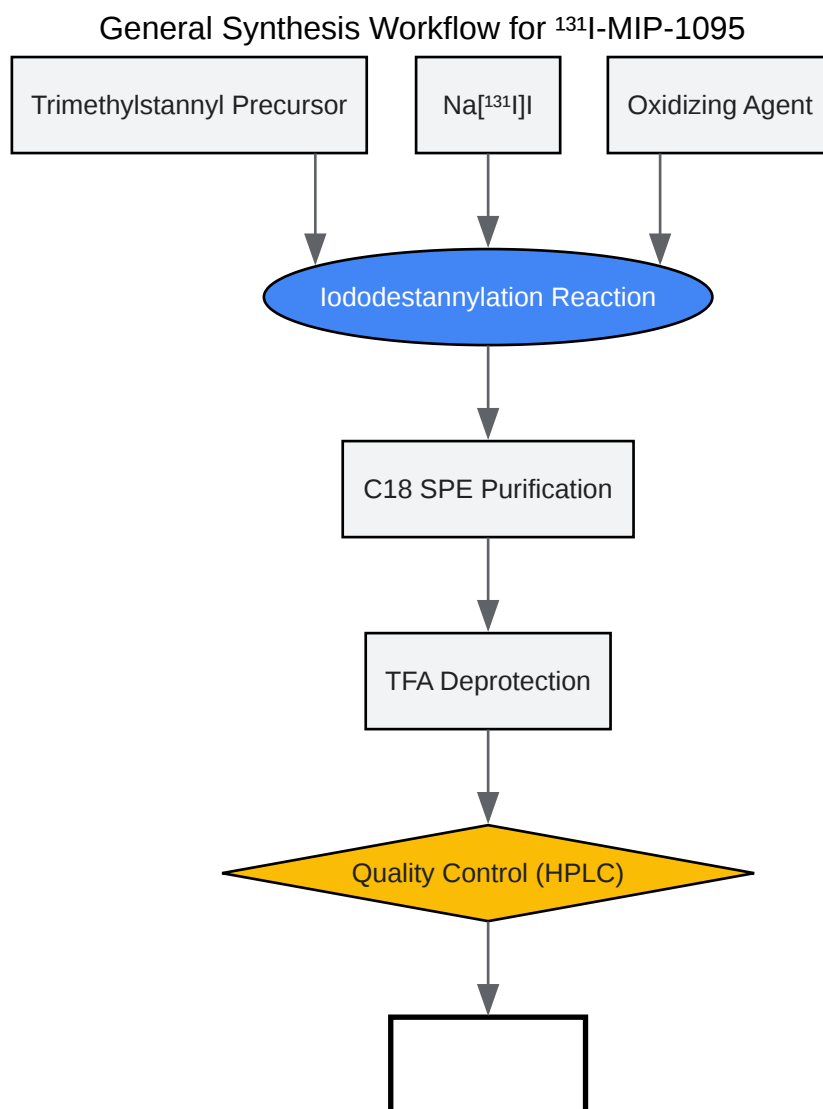 General Synthesis Workflow for ¹³¹I-MIP-1095
Trimethylstannyl Precursor
Na[¹³¹I]I
Oxidizing Agent
Iododestannylation Reaction
C18 SPE Purification
TFA Deprotection
Quality Control (HPLC)